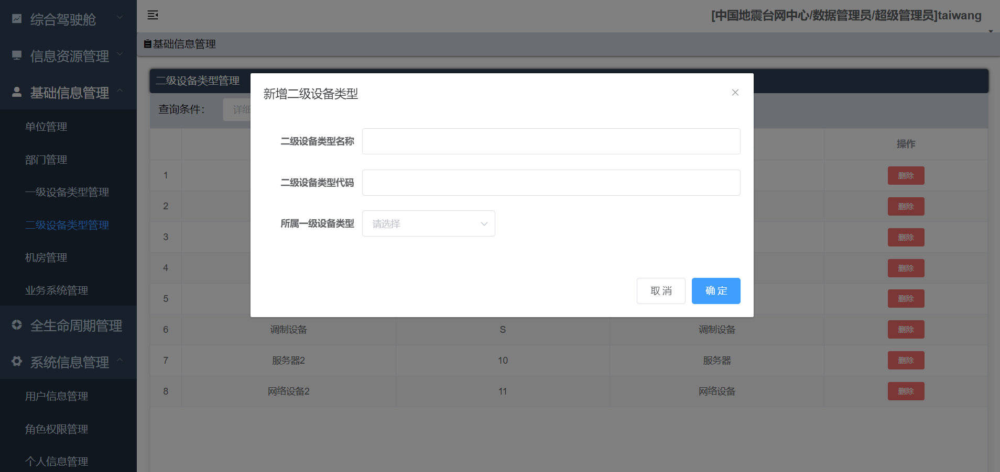 综合驾驶舱
信息资源管理
基础信息管理
单位管理
部门管理
一级设备类型管理
二级设备类型管理
机房管理
业务系统管理
全生命周期管理
系统信息管理
用户信息管理
角色权限管理
个人信息管理
[中国地震台网中心/数据管理员/超级管理员]taiwang
基础信息管理
二级设备类型管理
查询条件：
详细
新增二级设备类型
二级设备类型名称
二级设备类型代码
所属一级设备类型
请选择
取消
确定
操作
1 删除
2 删除
3 删除
4 删除
5 删除
6 调制设备 S 调制设备 删除
7 服务器2 10 服务器 删除
8 网络设备2 11 网络设备 删除